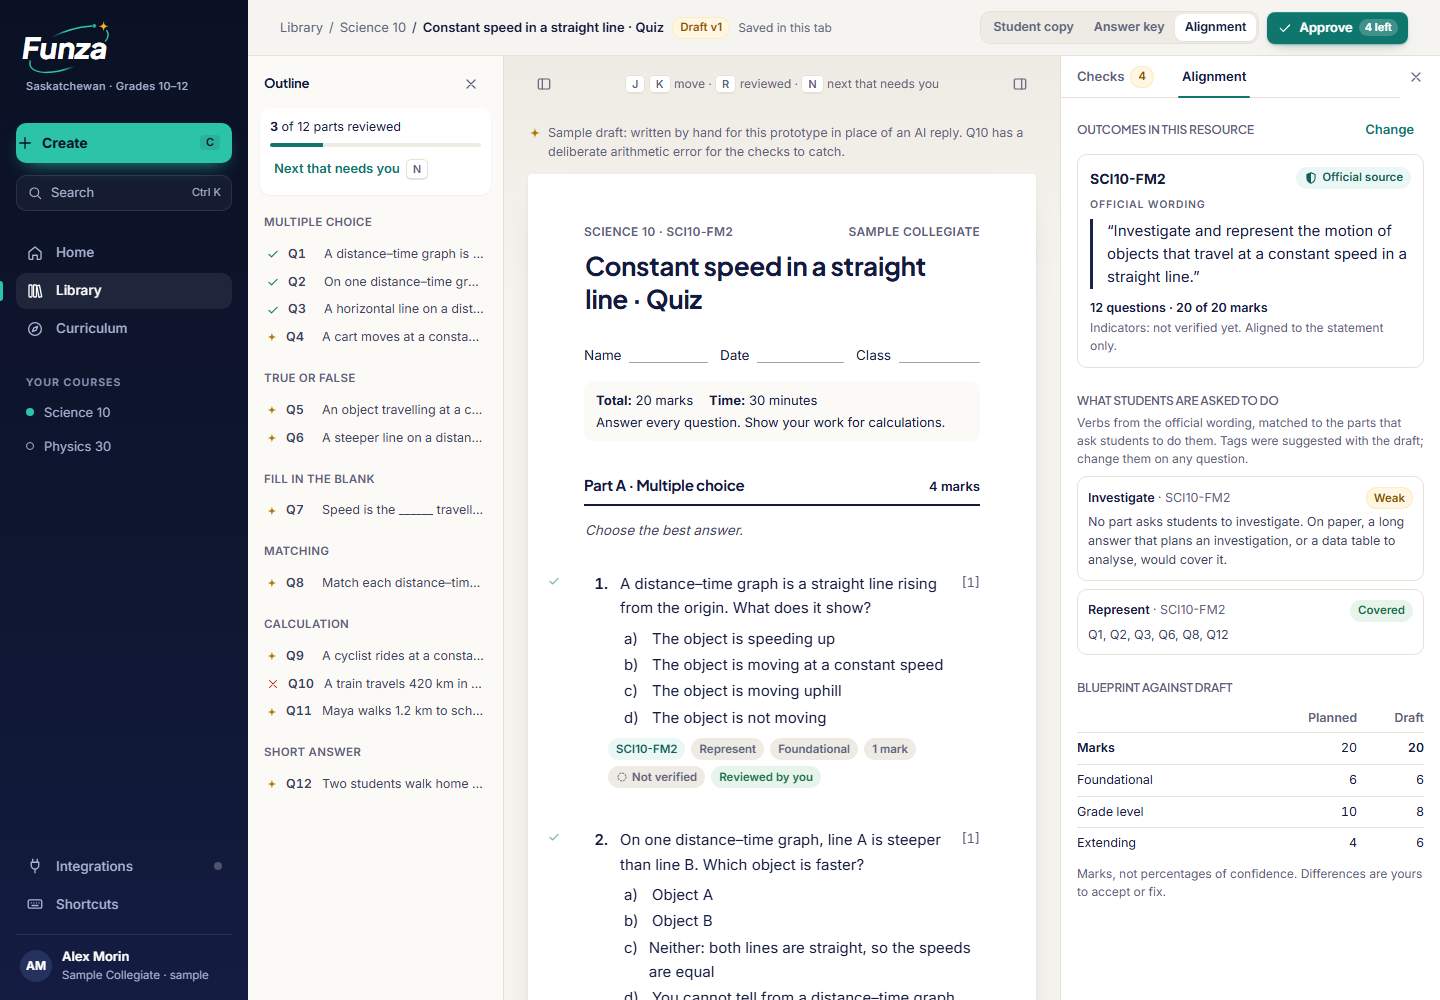 Funza
Saskatchewan · Grades 10–12
Create
C
Search
Ctrl K
Home
Library
Curriculum
YOUR COURSES
Science 10
Physics 30
Integrations
Shortcuts
AM
Alex Morin
Sample Collegiate · sample
Library / Science 10 / Constant speed in a straight line · Quiz
Draft v1
Saved in this tab
Student copy
Answer key
Alignment
Approve
4 left
Outline
3 of 12 parts reviewed
Next that needs you N
MULTIPLE CHOICE
Q1 A distance–time graph is ...
Q2 On one distance–time gr...
Q3 A horizontal line on a dist...
Q4 A cart moves at a consta...
TRUE OR FALSE
Q5 An object travelling at a c...
Q6 A steeper line on a distan...
FILL IN THE BLANK
Q7 Speed is the ______ travell...
MATCHING
Q8 Match each distance–tim...
CALCULATION
Q9 A cyclist rides at a consta...
Q10 A train travels 420 km in ...
Q11 Maya walks 1.2 km to sch...
SHORT ANSWER
Q12 Two students walk home ...
J K move · R reviewed · N next that needs you
Sample draft: written by hand for this prototype in place of an AI reply. Q10 has a
deliberate arithmetic error for the checks to catch.
SCIENCE 10 · SCI10-FM2
SAMPLE COLLEGIATE
Constant speed in a straight
line · Quiz
Name
Date
Class
Total: 20 marks Time: 30 minutes
Answer every question. Show your work for calculations.
Part A · Multiple choice
4 marks
Choose the best answer.
1. A distance–time graph is a straight line rising [1]
from the origin. What does it show?
a) The object is speeding up
b) The object is moving at a constant speed
c) The object is moving uphill
d) The object is not moving
SCI10-FM2 Represent Foundational 1 mark
Not verified Reviewed by you
2. On one distance–time graph, line A is steeper [1]
than line B. Which object is faster?
a) Object A
b) Object B
c) Neither: both lines are straight, so the speeds
are equal
d) You cannot tell from a distance–time graph
Checks 4
Alignment
OUTCOMES IN THIS RESOURCE
Change
SCI10-FM2
Official source
OFFICIAL WORDING
“Investigate and represent the motion of
objects that travel at a constant speed in a
straight line.”
12 questions · 20 of 20 marks
Indicators: not verified yet. Aligned to the statement
only.
WHAT STUDENTS ARE ASKED TO DO
Verbs from the official wording, matched to the parts that
ask students to do them. Tags were suggested with the draft;
change them on any question.
Investigate · SCI10-FM2
Weak
No part asks students to investigate. On paper, a long
answer that plans an investigation, or a data table to
analyse, would cover it.
Represent · SCI10-FM2
Covered
Q1, Q2, Q3, Q6, Q8, Q12
BLUEPRINT AGAINST DRAFT
Planned Draft
Marks 20 20
Foundational 6 6
Grade level 10 8
Extending 4 6
Marks, not percentages of confidence. Differences are yours
to accept or fix.